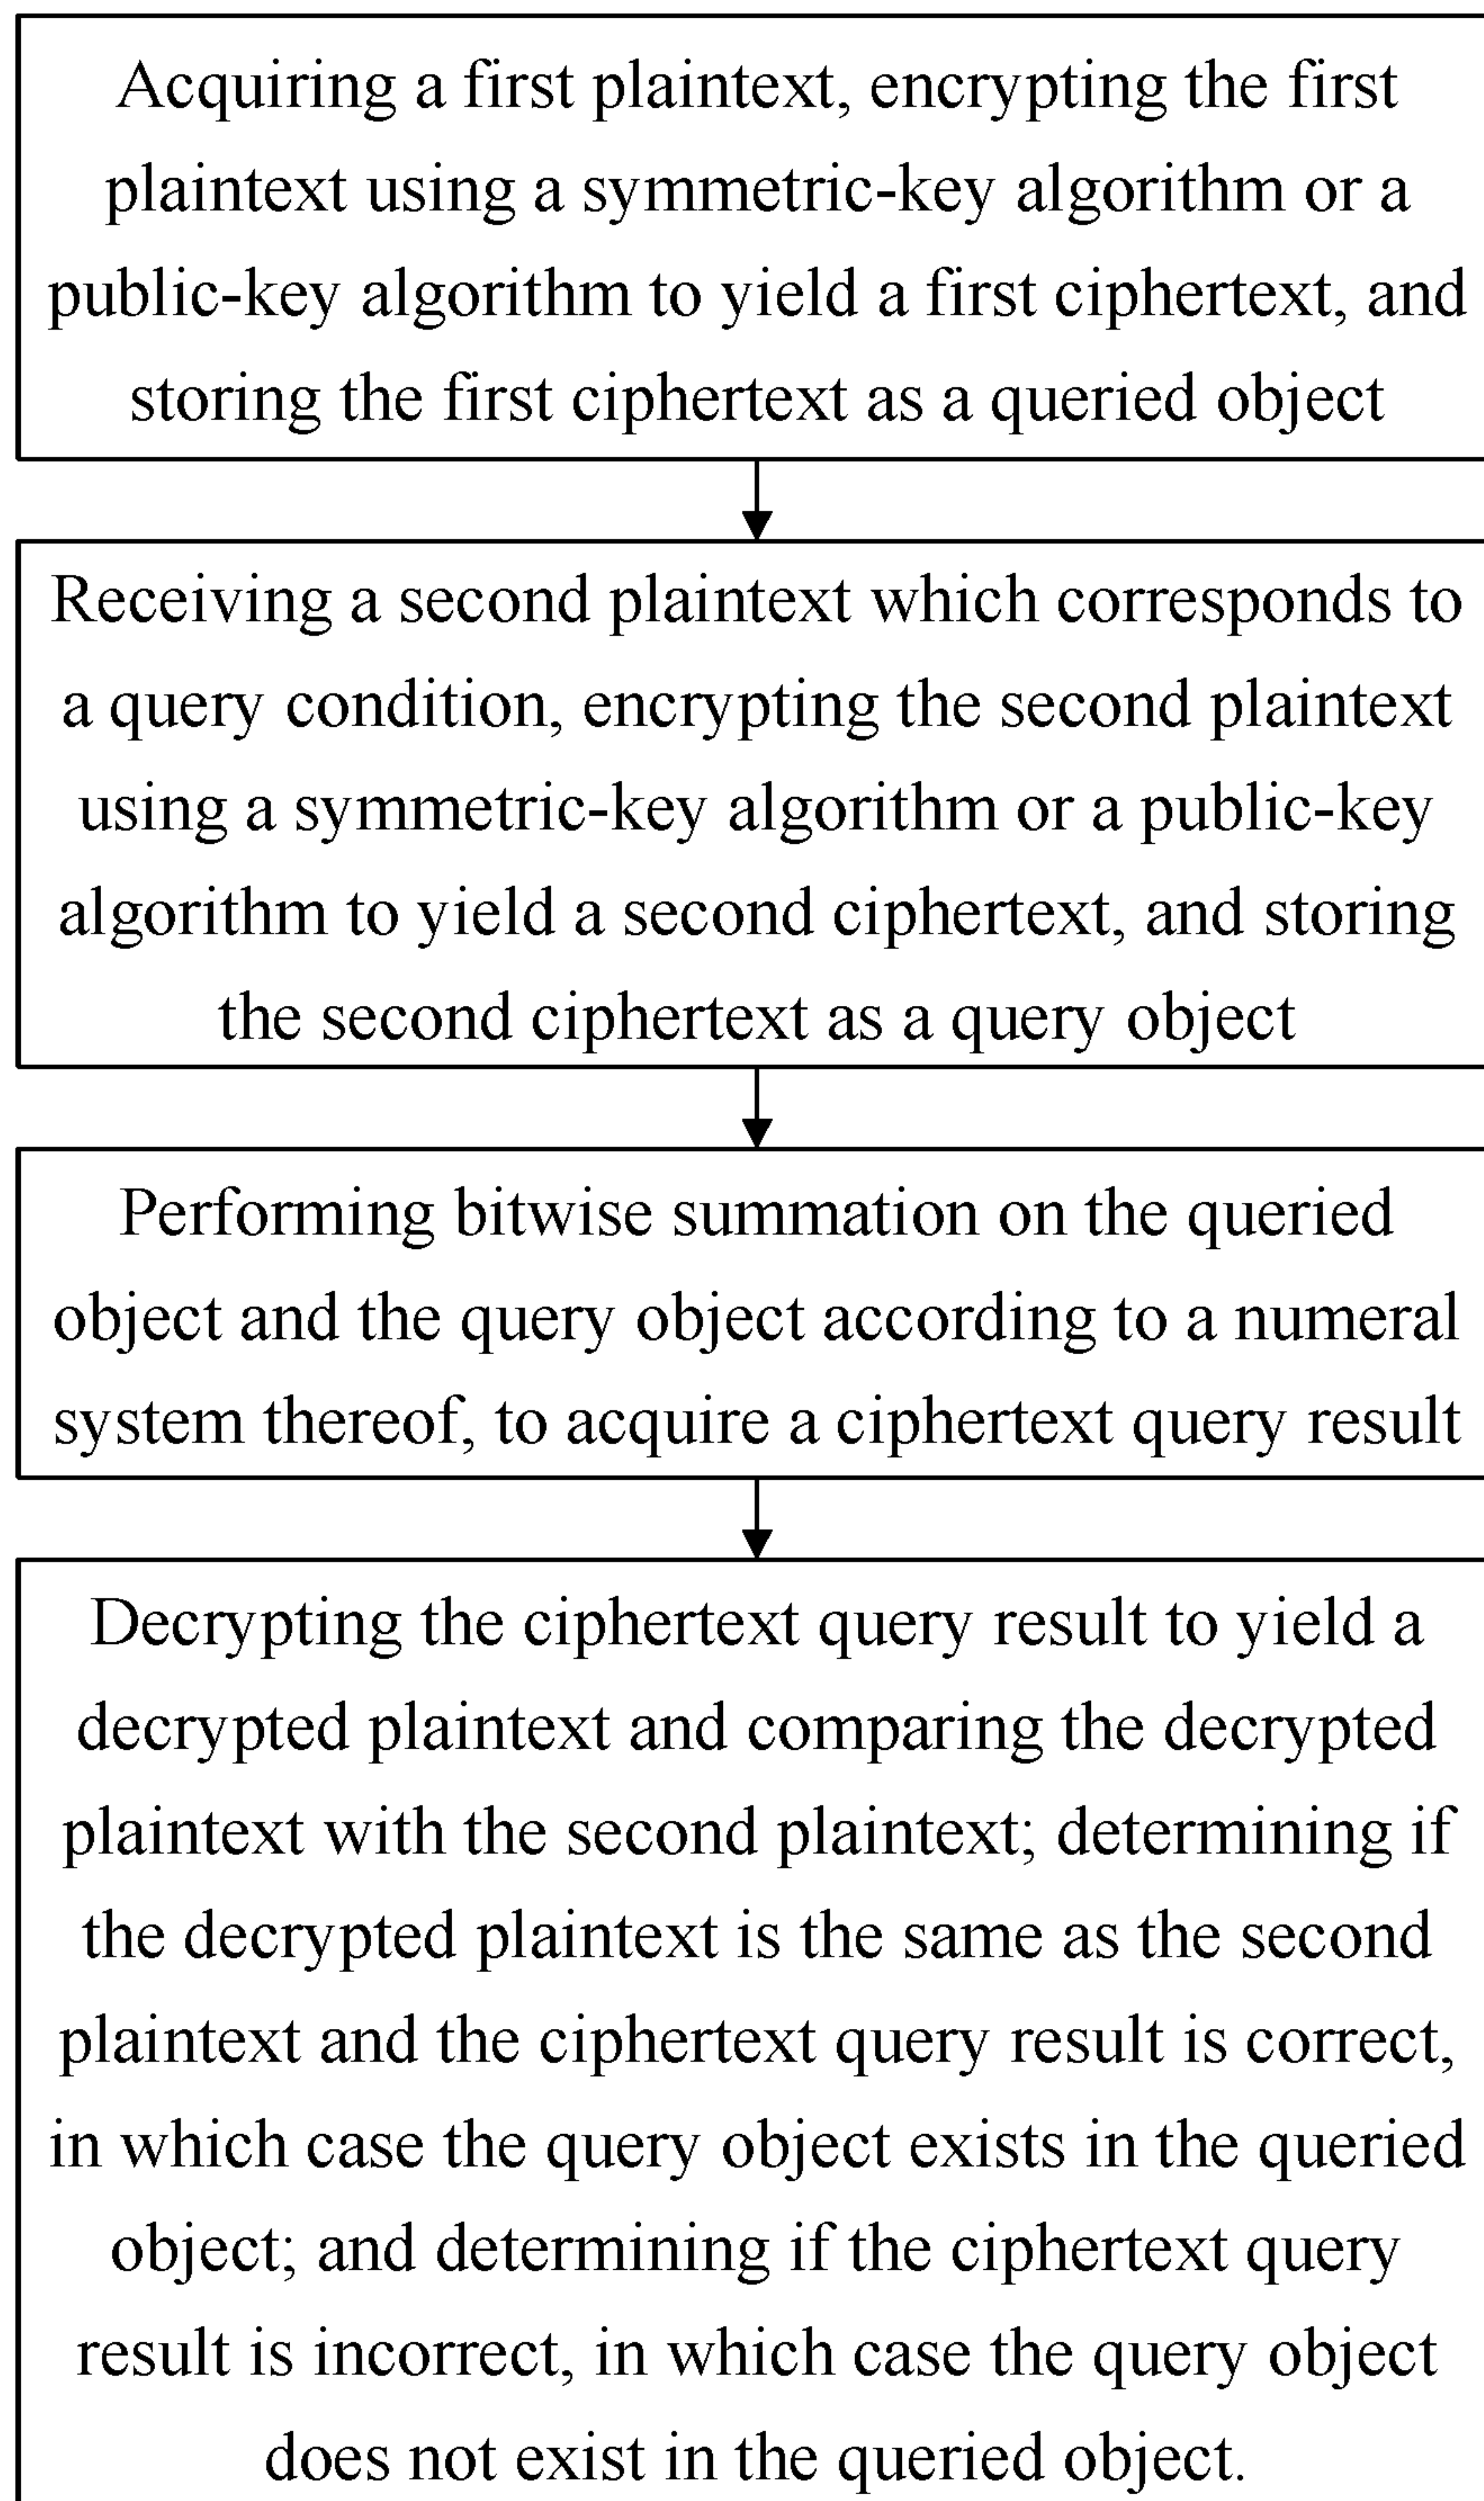 Acquiring a first plaintext, encrypting the first
plaintext using a symmetric-key algorithm or a
public-key algorithm to yield a first ciphertext, and
storing the first ciphertext as a queried object
Receiving a second plaintext which corresponds to
a query condition, encrypting the second plaintext
using a symmetric-key algorithm or a public-key
algorithm to yield a second ciphertext, and storing
the second ciphertext as a query object
Performing bitwise summation on the queried
object and the query object according to a numeral
system thereof, to acquire a ciphertext query result
Decrypting the ciphertext query result to yield a
decrypted plaintext and comparing the decrypted
plaintext with the second plaintext; determining if
the decrypted plaintext is the same as the second
plaintext and the ciphertext query result is correct,
in which case the query object exists in the queried
object; and determining if the ciphertext query
result is incorrect, in which case the query object
does not exist in the queried object.